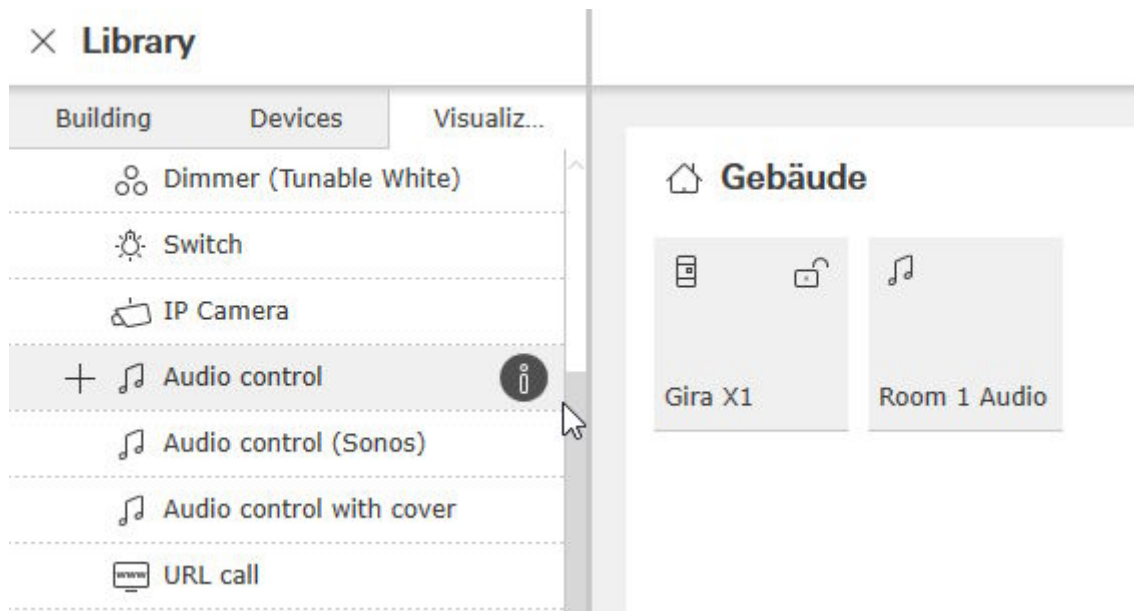 Library
Building Devices Visualiz...
Dimmer (Tunable White)
Switch
IP Camera
Audio control
Audio control (Sonos)
Audio control with cover
www URL call
Gebäude
Gira X1
Room 1 Audio